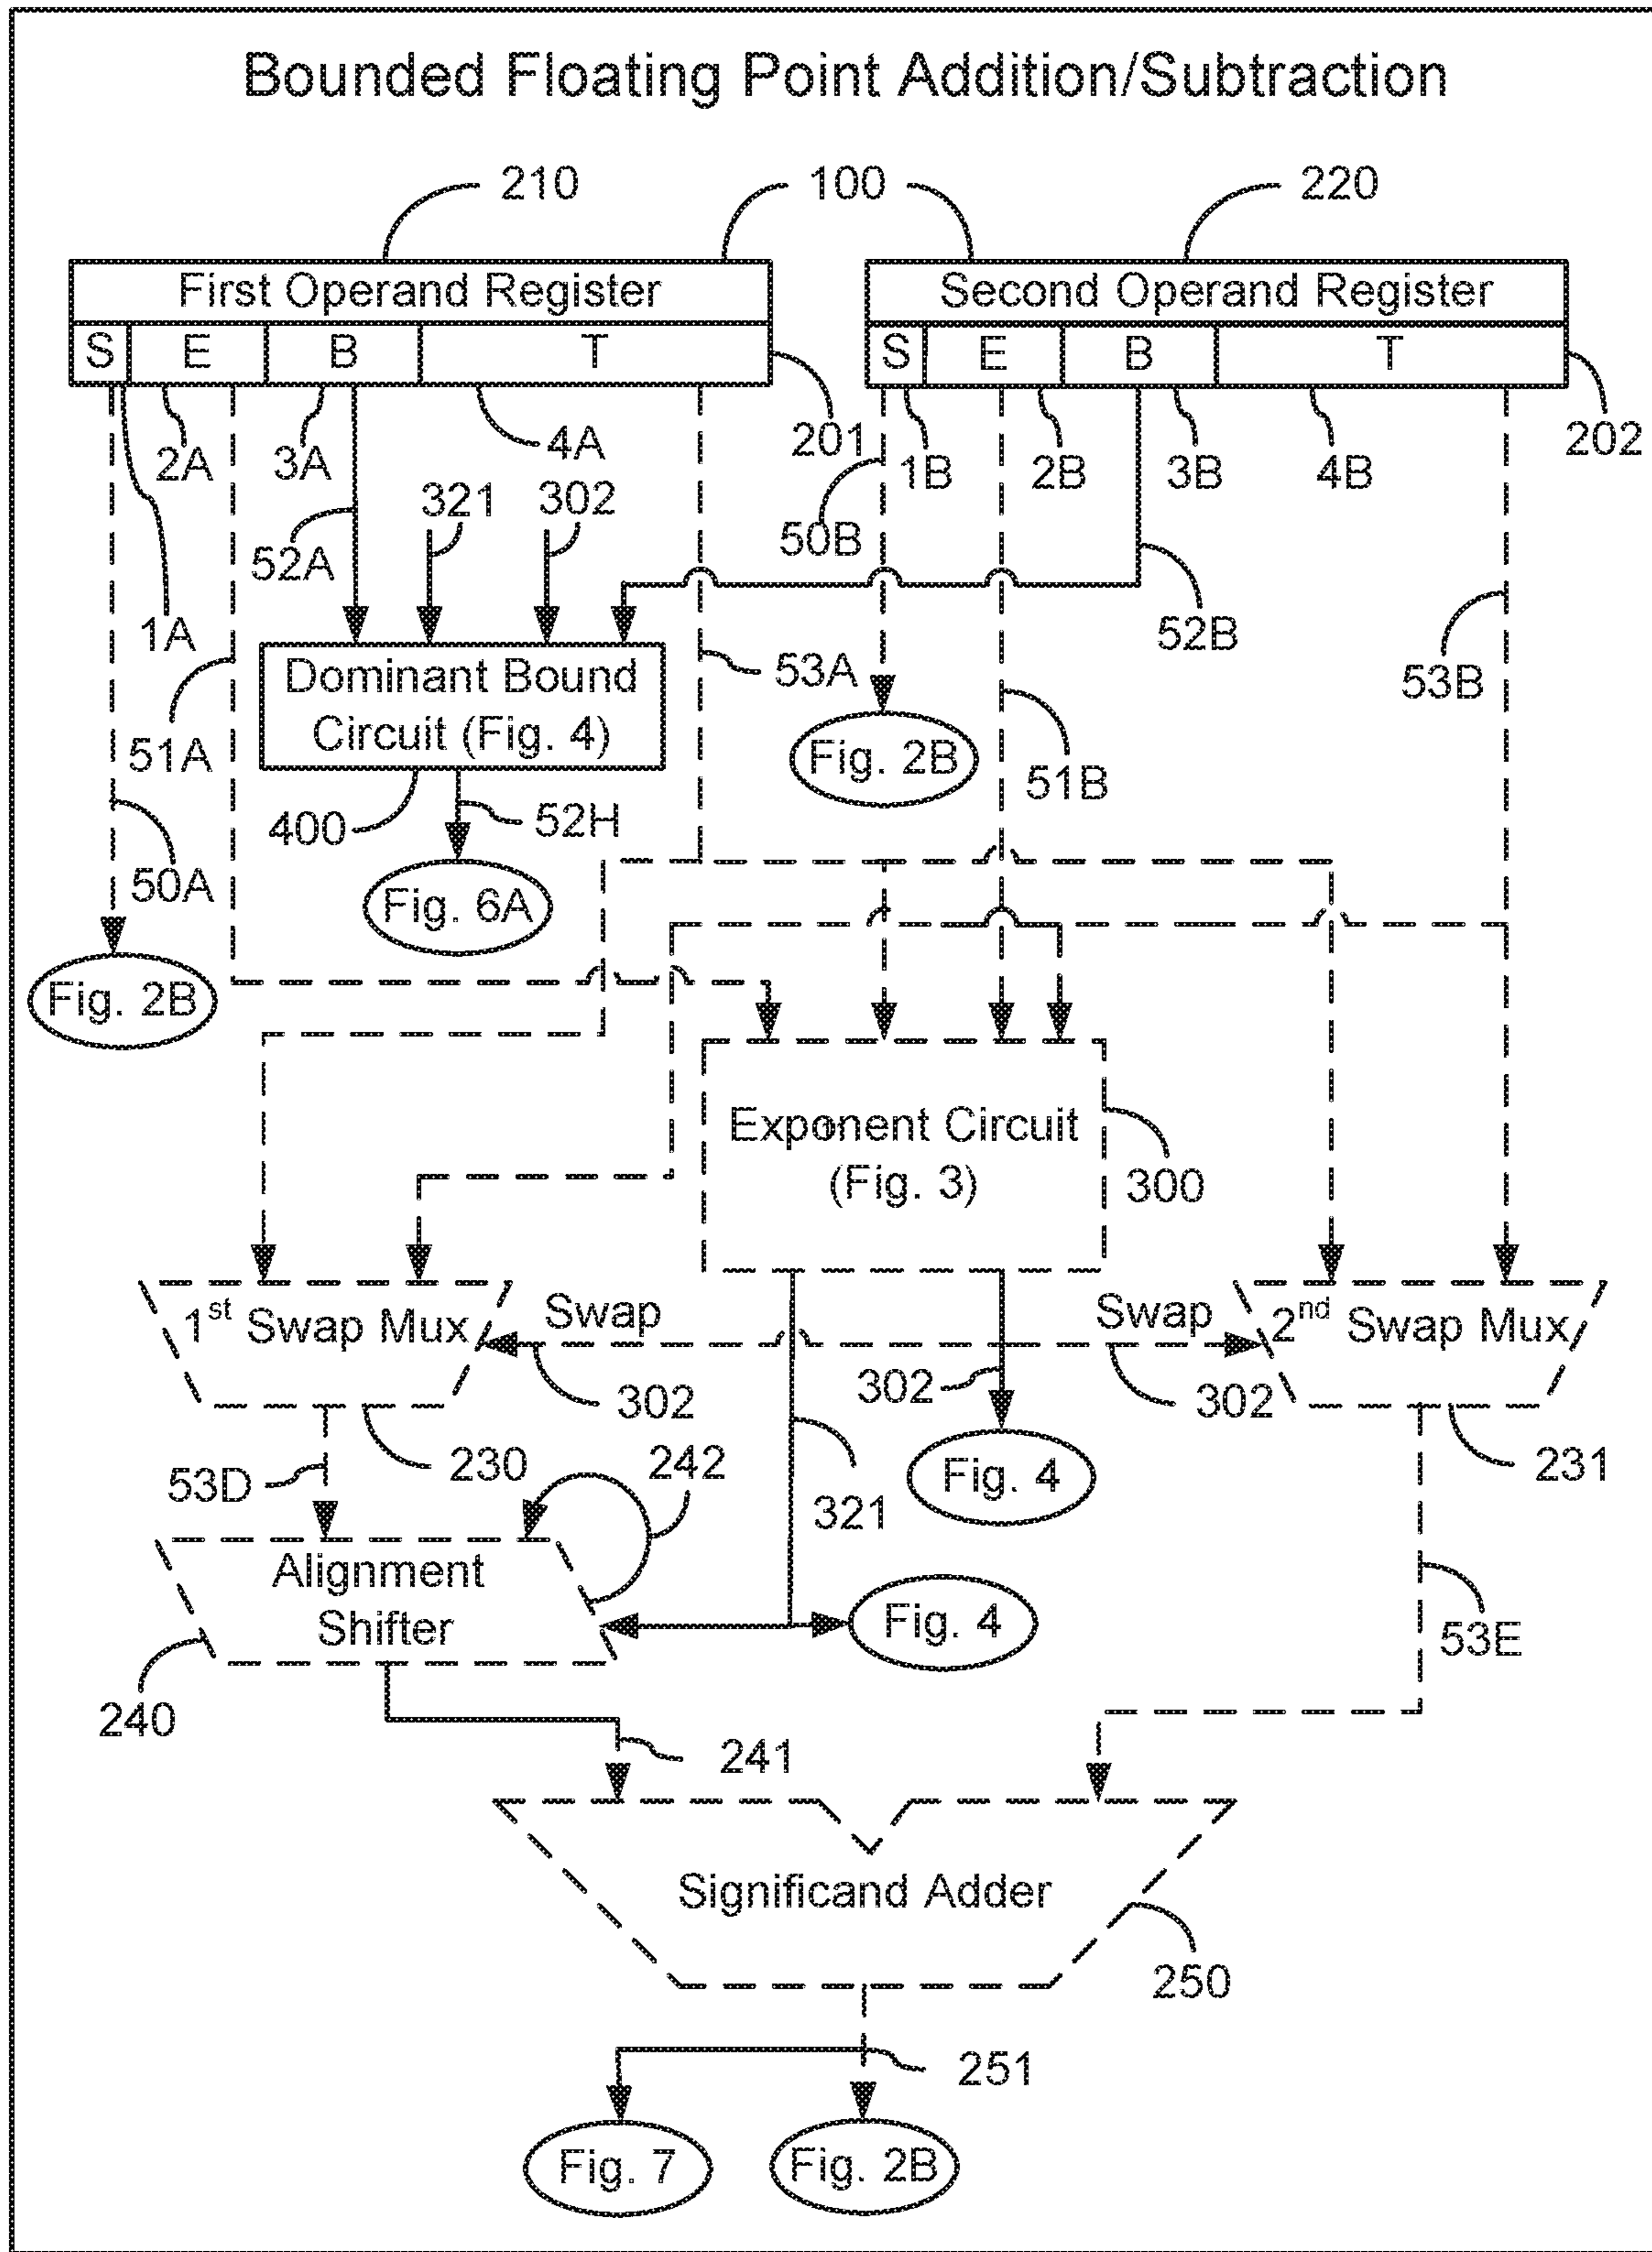 Bounded Floating Point Addition/Subtraction
210
100
220
First Operand Register
Second Operand Register
S E B T
S E B T
201
202
2A
3A
4A
1B
2B
3B
4B
321
302
50B
52A
1A
52B
53A
53B
Dominant Bound
Circuit (Fig. 4)
51A
Fig. 2B
51B
400
52H
50A
Fig. 6A
Fig. 2B
Exponent Circuit
(Fig. 3)
300
1st Swap Mux
Swap
Swap
2nd Swap Mux
302
302
302
230
242
231
53D
Fig. 4
321
Alignment
Shifter
Fig. 4
53E
240
241
Significand Adder
250
251
Fig. 7
Fig. 2B